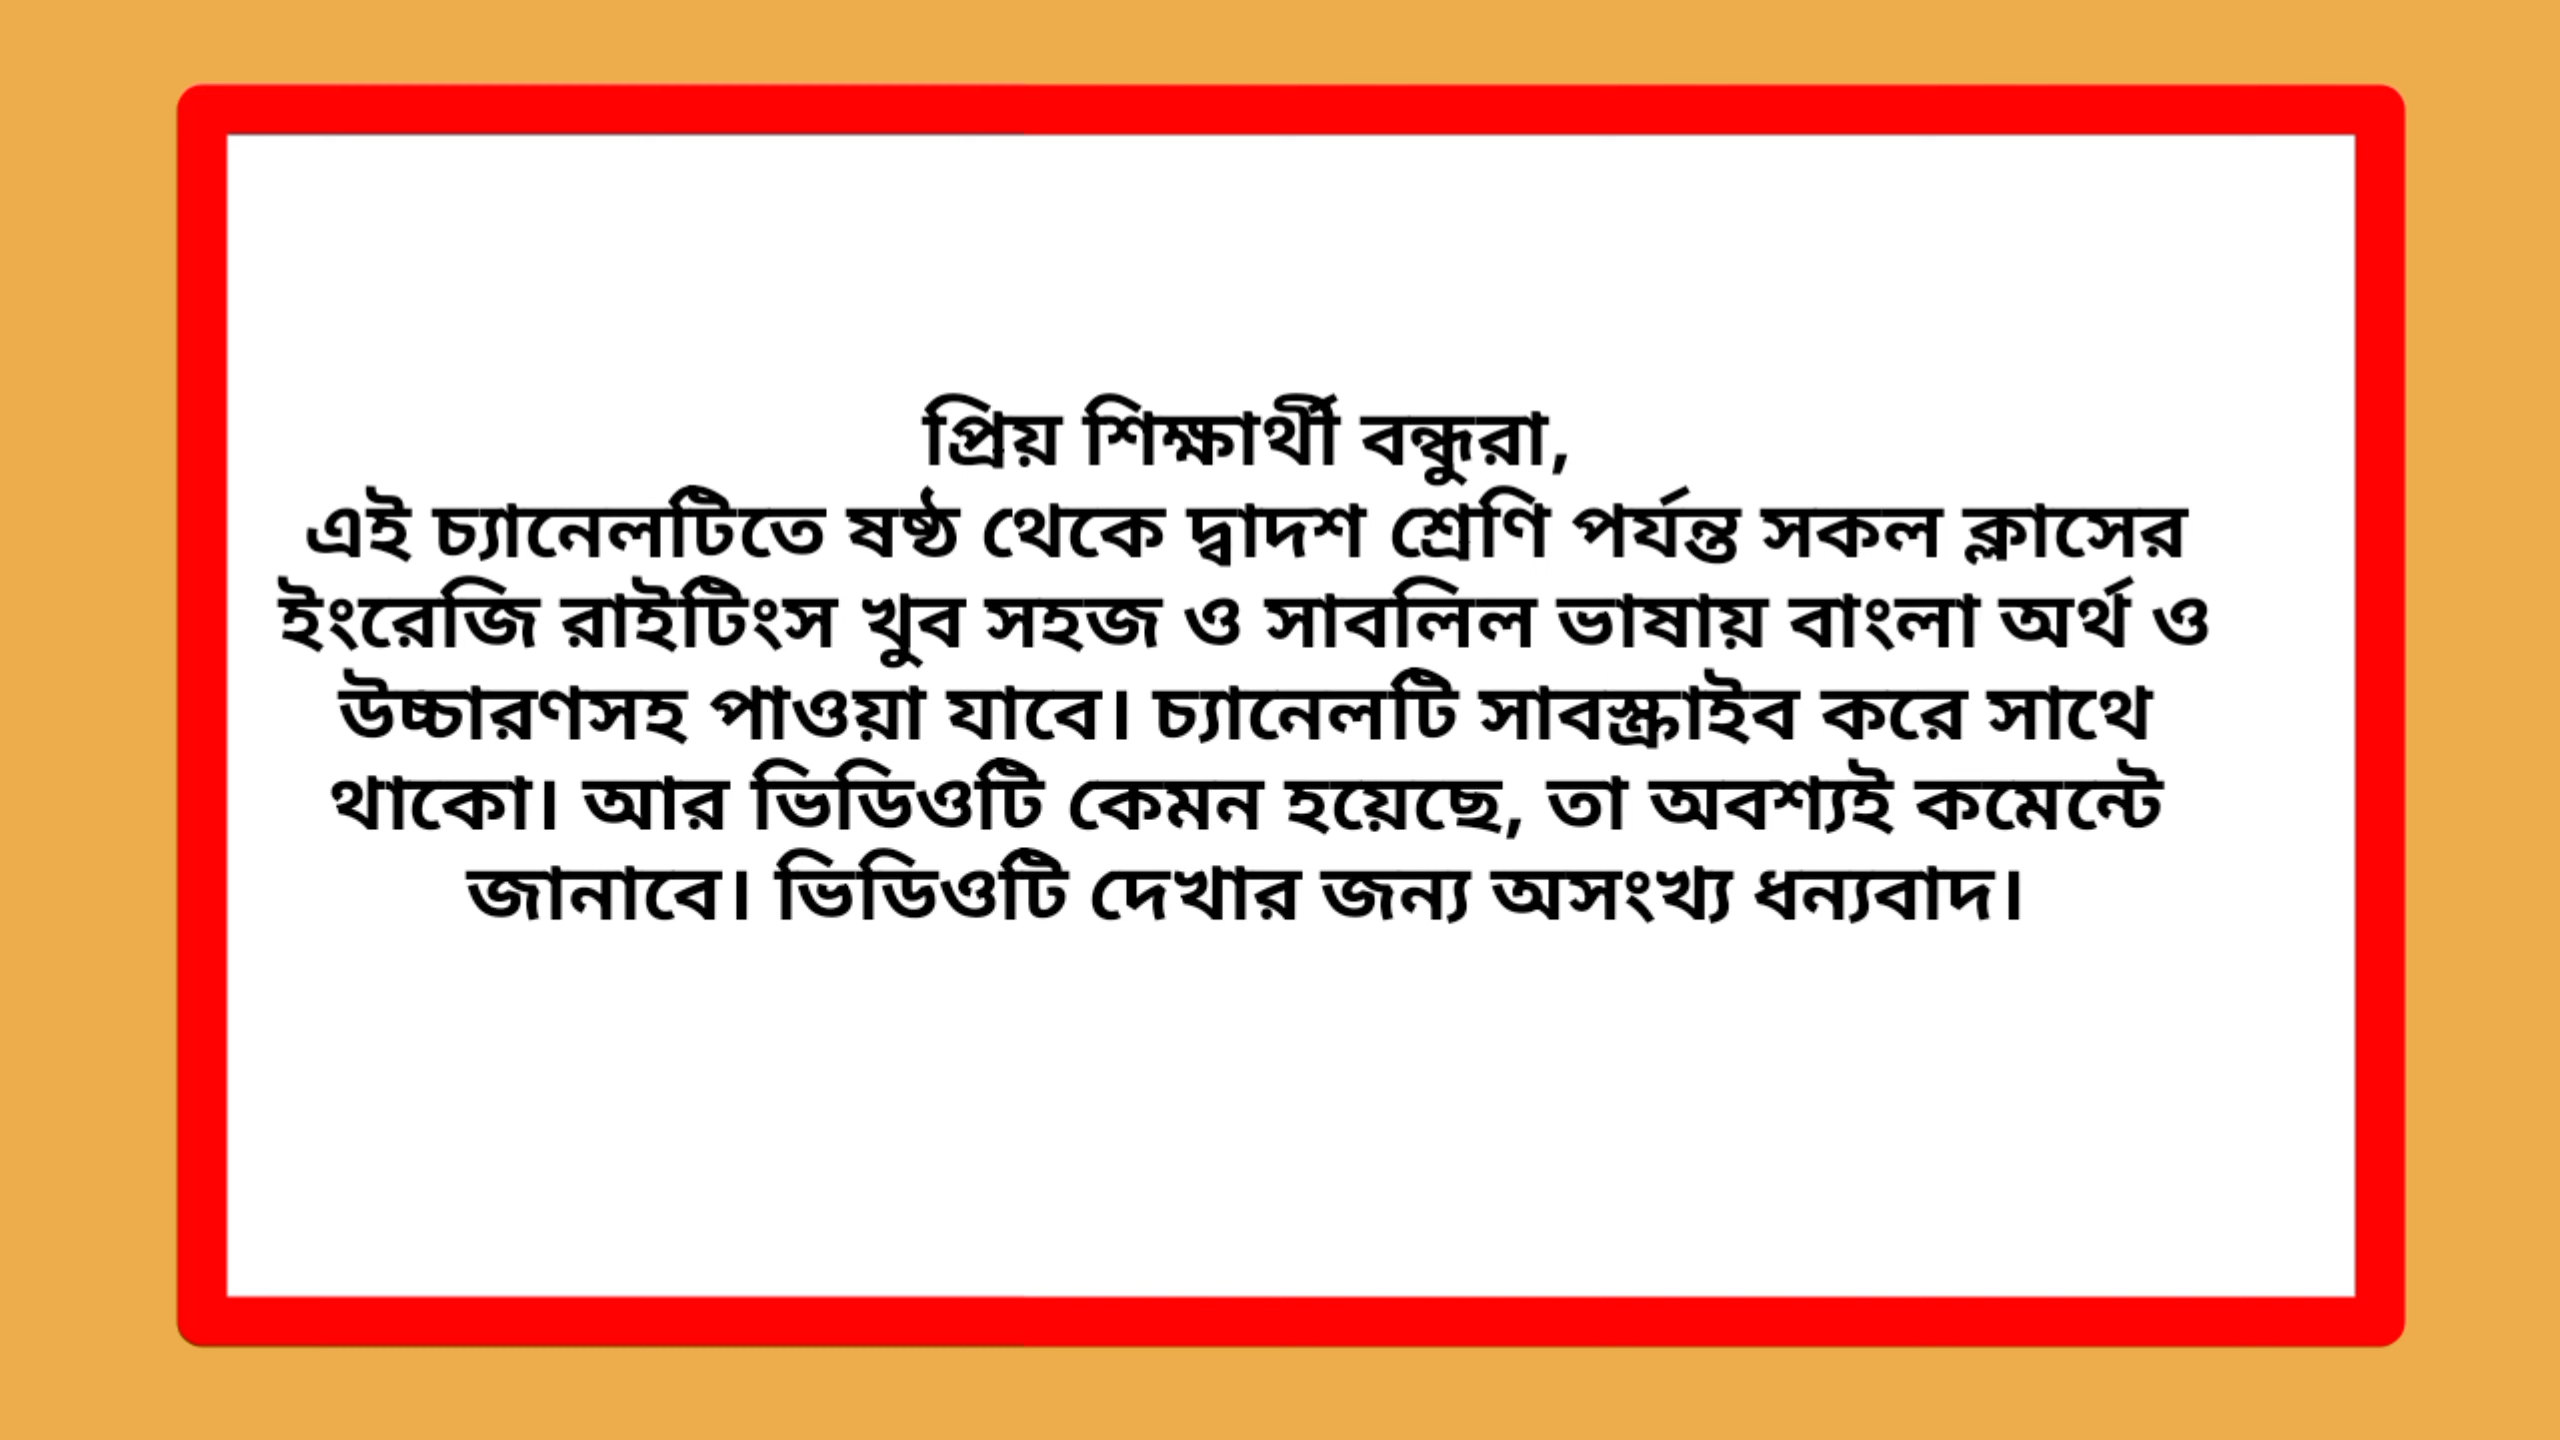 প্রিয় শিক্ষার্থী বন্ধুরা,
এই চ্যানেলটিতে ষষ্ঠ থেকে দ্বাদশ শ্রেণি পর্যন্ত সকল ক্লাসের
ইংরেজি রাইটিংস খুব সহজ ও সাবলিল ভাষায় বাংলা অর্থ ও
উচ্চারণসহ পাওয়া যাবে। চ্যানেলটি সাবস্ক্রাইব করে সাথে
থাকো। আর ভিডিওটি কেমন হয়েছে, তা অবশ্যই কমেন্টে
জানাবে। ভিডিওটি দেখার জন্য অসংখ্য ধন্যবাদ।